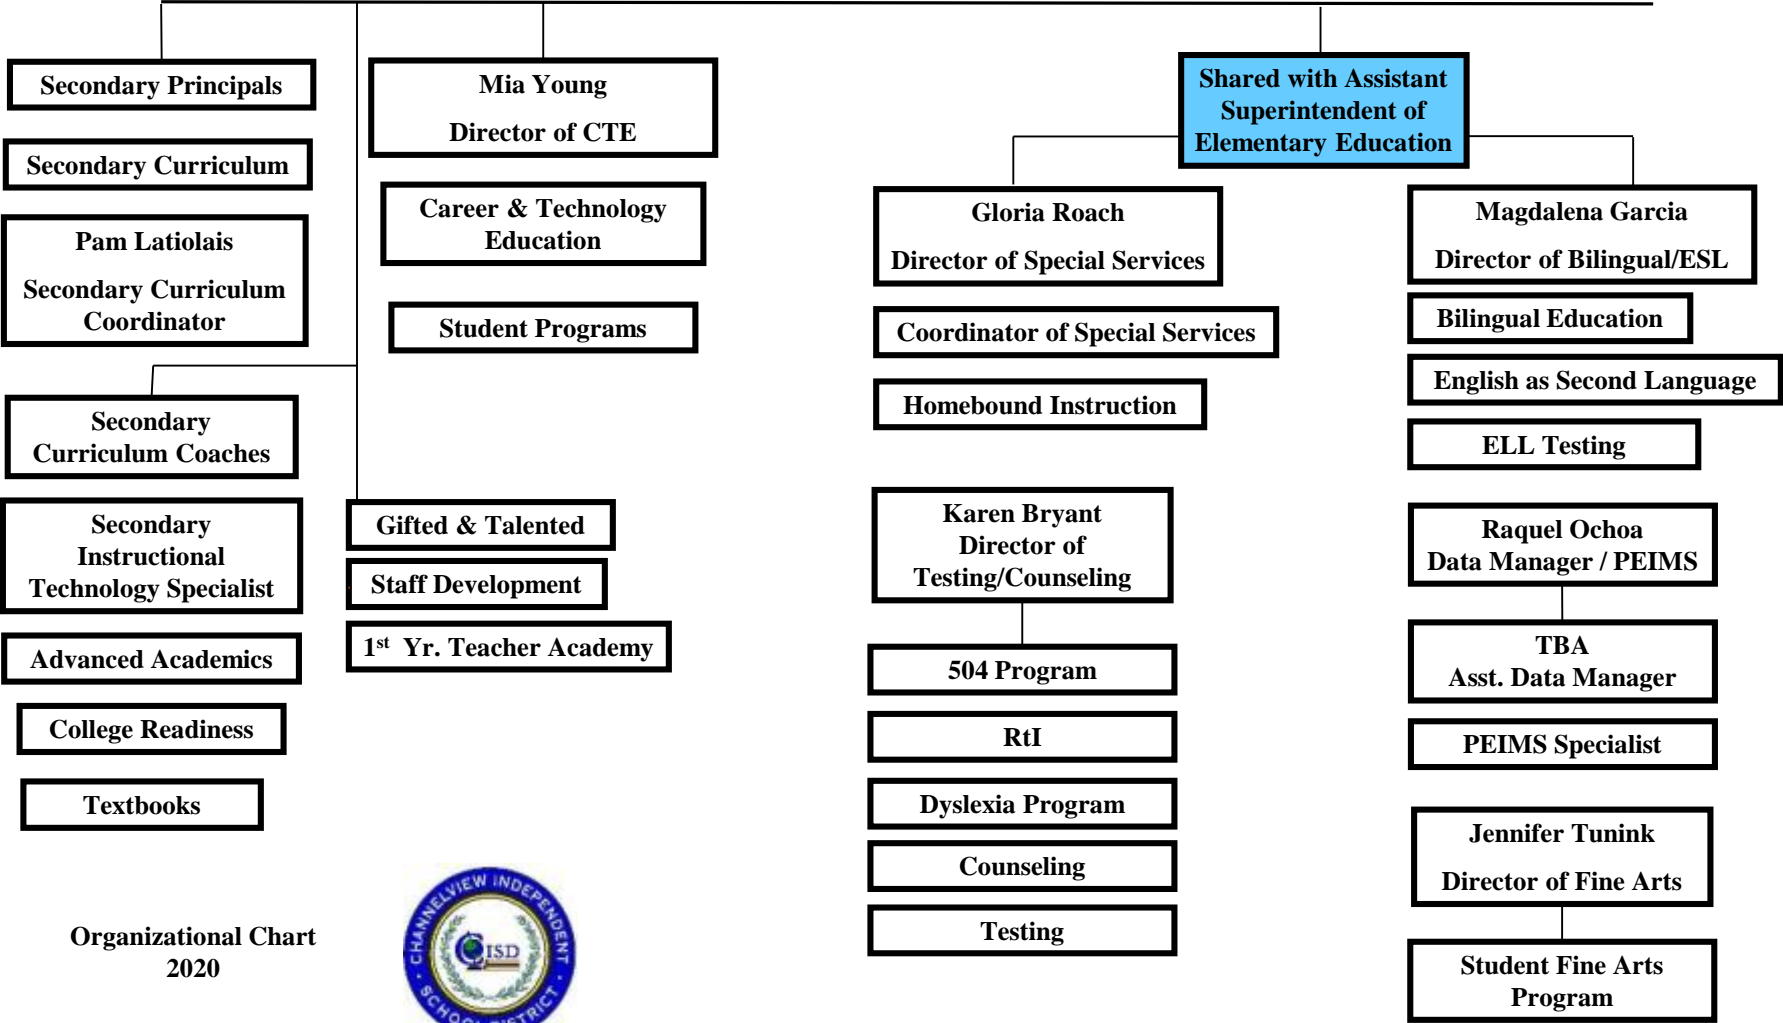 Secondary Principals
Secondary Curriculum
Pam Latiolais
Secondary Curriculum
Coordinator
Secondary
Curriculum Coaches
Secondary
Instructional
Technology Specialist
Advanced Academics
College Readiness
Textbooks
Mia Young
Director of CTE
Career & Technology
Education
Student Programs
Gifted & Talented
Staff Development
1st Yr. Teacher Academy
Shared with Assistant
Superintendent of
Elementary Education
Gloria Roach
Director of Special Services
Coordinator of Special Services
Homebound Instruction
Karen Bryant
Director of
Testing/Counseling
504 Program
RtI
Dyslexia Program
Counseling
Testing
Magdalena Garcia
Director of Bilingual/ESL
Bilingual Education
English as Second Language
ELL Testing
Raquel Ochoa
Data Manager / PEIMS
TBA
Asst. Data Manager
PEIMS Specialist
Jennifer Tunink
Director of Fine Arts
Student Fine Arts
Program
Organizational Chart
2020
CHANNELVIEW INDEPENDENT
SCHOOL DISTRICT
CISD